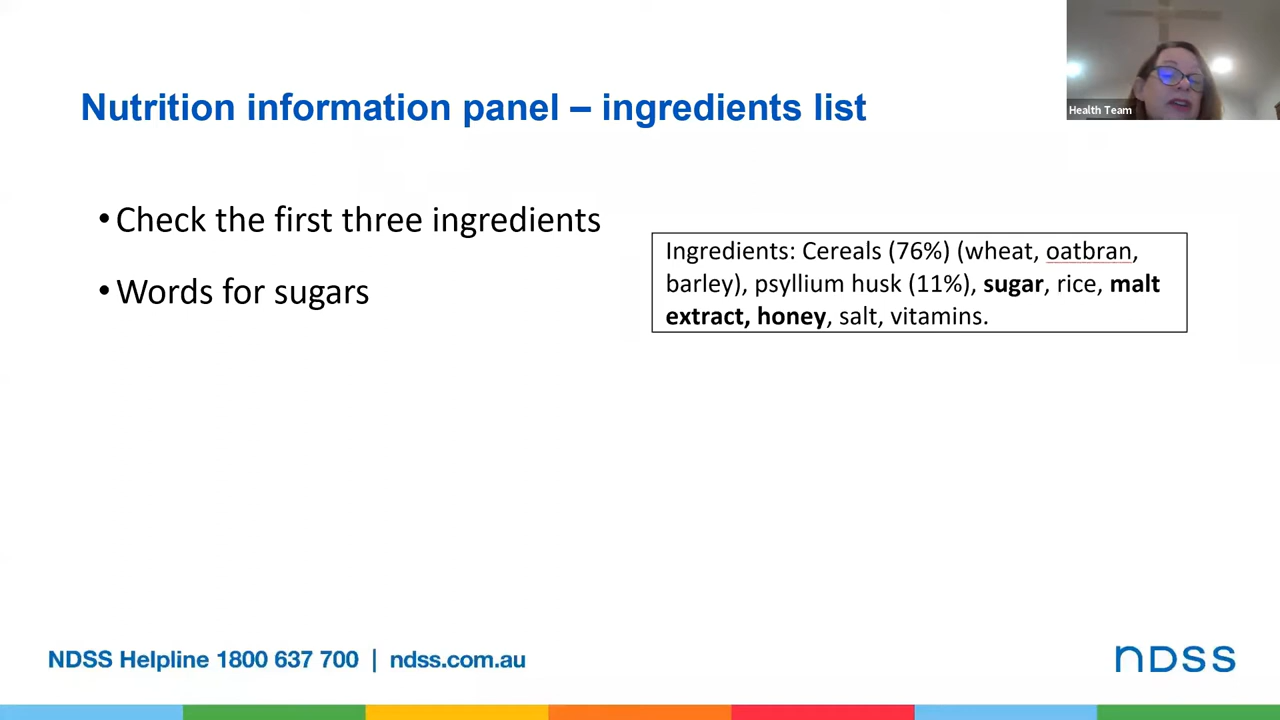 Health Team
Nutrition information panel – ingredients list
• Check the first three ingredients
• Words for sugars
Ingredients: Cereals (76%) (wheat, oatbran,
barley), psyllium husk (11%), sugar, rice, malt
extract, honey, salt, vitamins.
NDSS Helpline 1800 637 700 | ndss.com.au
ndss